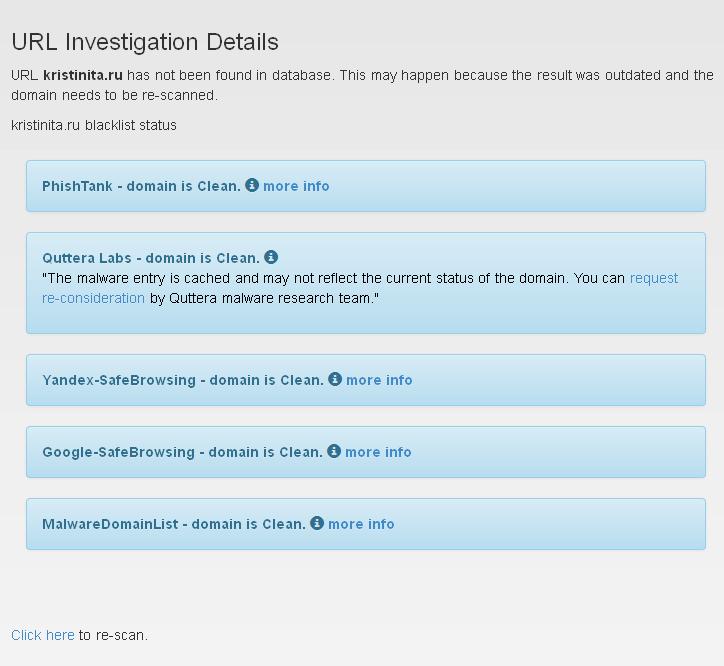 URL Investigation Details
URL kristinita.ru has not been found in database. This may happen because the result was outdated and the
domain needs to be re-scanned.
kristinita.ru blacklist status
PhishTank - domain is Clean. more info
Quttera Labs - domain is Clean.
"The malware entry is cached and may not reflect the current status of the domain. You can request
re-consideration by Quttera malware research team."
Yandex-SafeBrowsing - domain is Clean. more info
Google-SafeBrowsing - domain is Clean. more info
MalwareDomainList - domain is Clean. more info
Click here to re-scan.